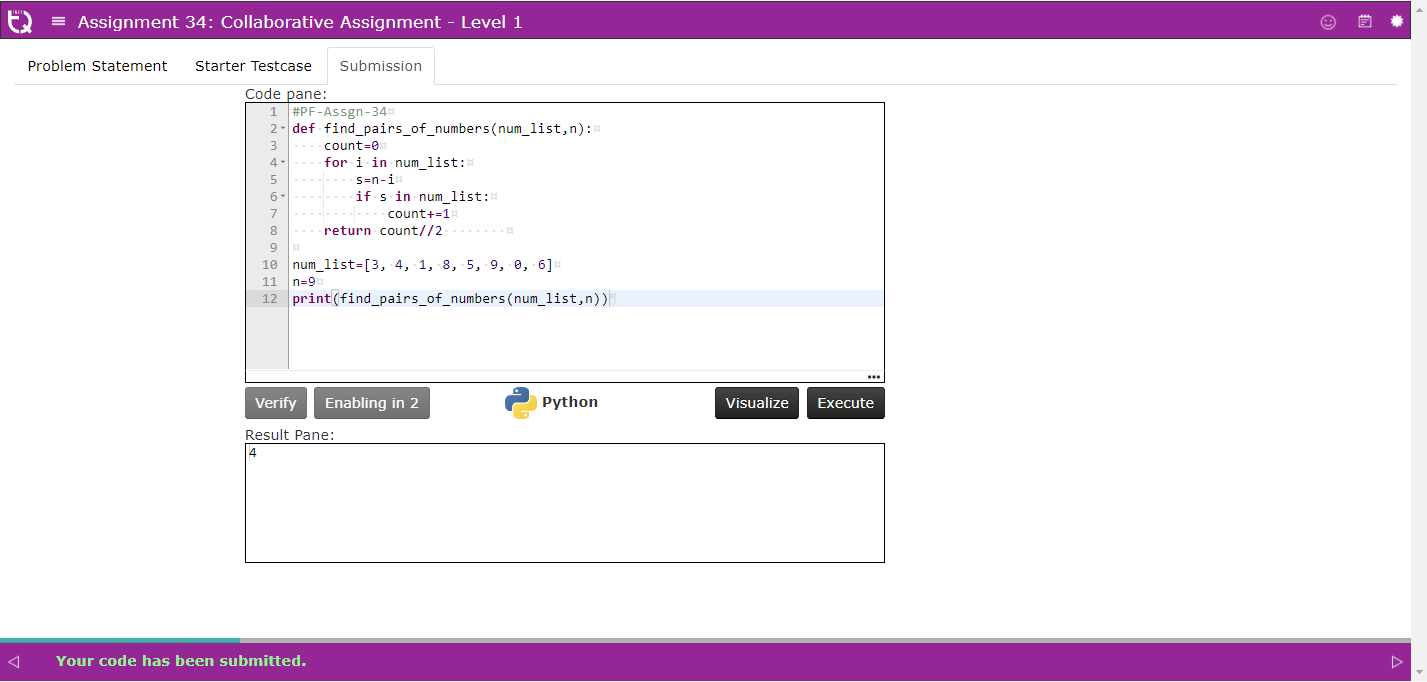 Assignment 34: Collaborative Assignment - Level 1
Problem Statement
Starter Testcase
Submission
Code pane:
1 #PF-Assgn-34
2 def find_pairs_of_numbers(num_list,n):
3     count=0
4     for i in num_list:
5         s=n-i
6         if s in num_list:
7             count+=1
8     return count//2
9
10 num_list=[3, 4, 1, 8, 5, 9, 0, 6]
11 n=9
12 print(find_pairs_of_numbers(num_list,n))
Verify
Enabling in 2
Python
Visualize
Execute
Result Pane:
4
Your code has been submitted.